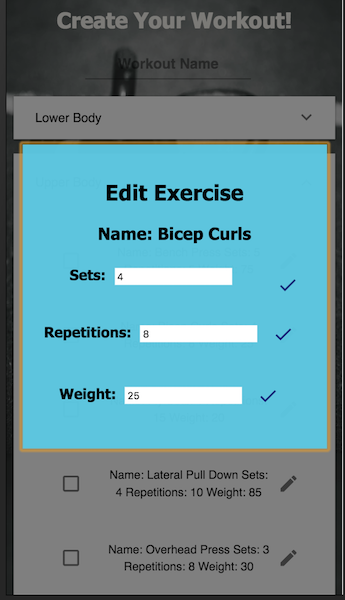 Create Your Workout!
Workout Name
Lower Body
Edit Exercise
Name: Bicep Curls
Sets: 4
Repetitions: 8
Weight: 25
Name: Lateral Pull Down Sets:
4 Repetitions: 10 Weight: 85
Name: Overhead Press Sets: 3
Repetitions: 8 Weight: 30